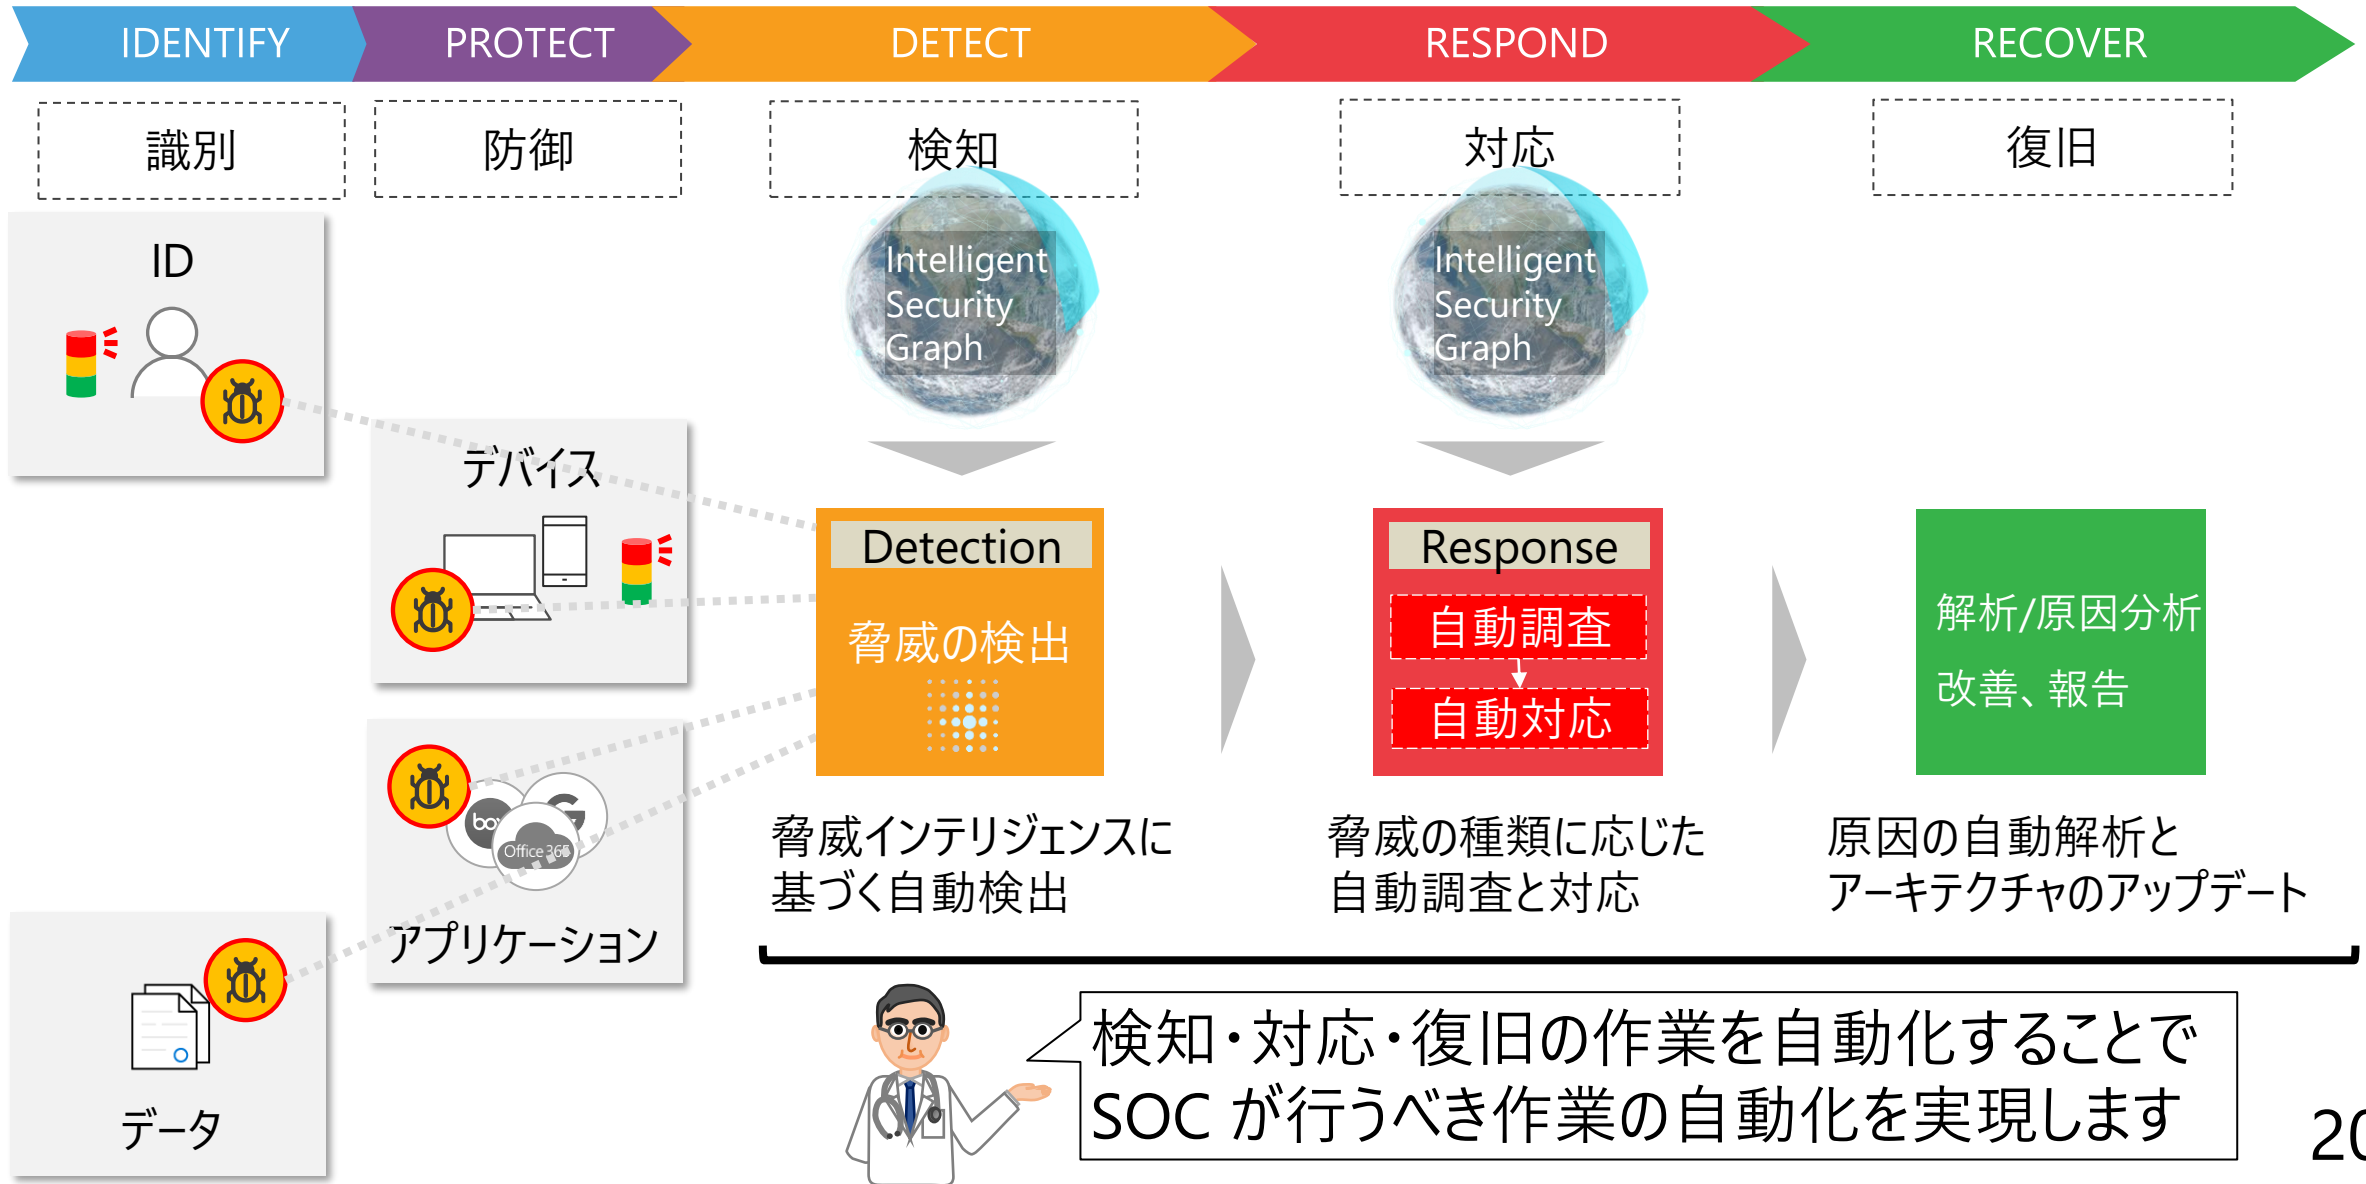 IDENTIFY
PROTECT
DETECT
RESPOND
RECOVER
識別
防御
検知
対応
復旧
ID
デバイス
アプリケーション
データ
Office 365
Intelligent
Security
Graph
Intelligent
Security
Graph
Detection
脅威の検出
Response
自動調査
自動対応
解析/原因分析
改善、報告
脅威インテリジェンスに
基づく自動検出
脅威の種類に応じた
自動調査と対応
原因の自動解析と
アーキテクチャのアップデート
検知・対応・復旧の作業を自動化することで
SOC が行うべき作業の自動化を実現します